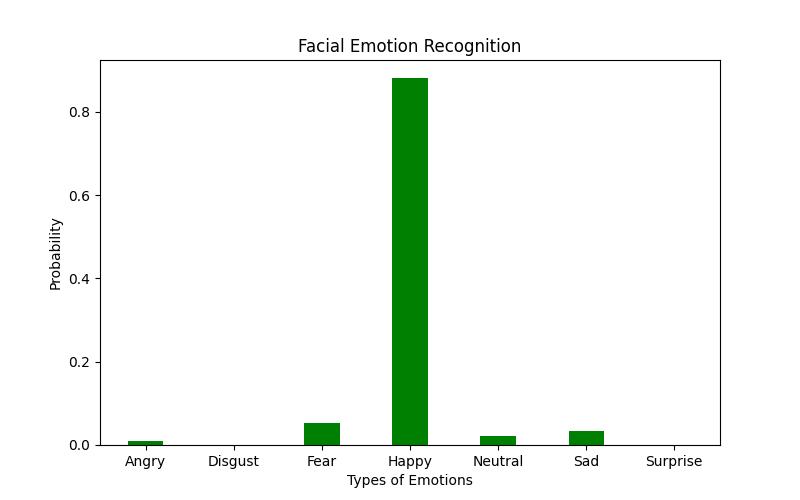 Facial Emotion Recognition
0.8
0.6
0.4
0.2
0.0
Probability
Angry Disgust Fear Happy Neutral Sad Surprise
Types of Emotions